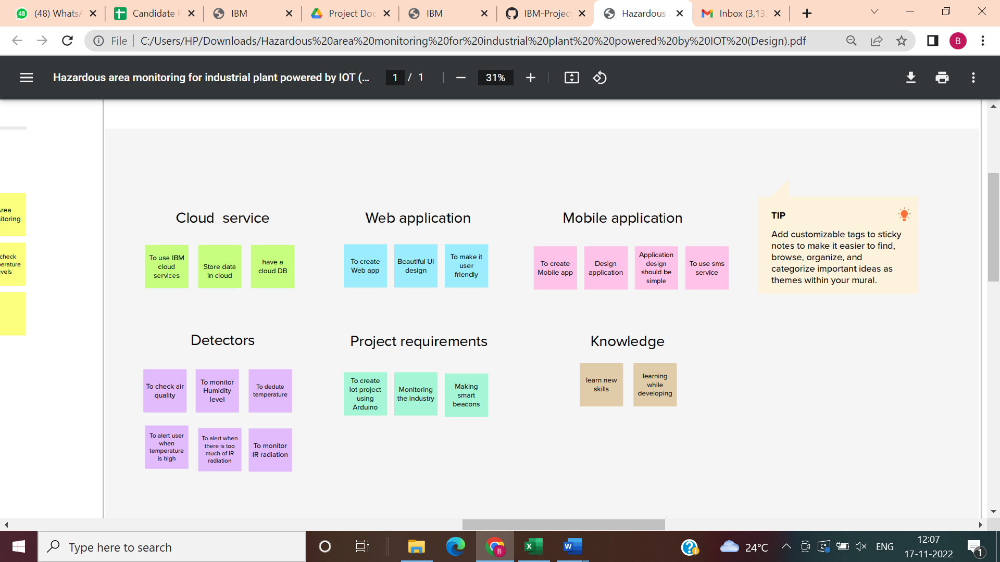 (48) WhatsA
Candidate F
IBM
Project Doc
IBM
IBM-Project
Hazardous a
Inbox (3,133
File
C:/Users/HP/Downloads/Hazardous%20area%20monitoring%20for%20industrial%20plant%20%20powered%20by%20IOT%20(Design).pdf
B
Hazardous area monitoring for industrial plant powered by IOT (...
1 / 1
31%
rea
itoring
check
perature
evels
Cloud service
To use IBM
cloud
services
Store data
in cloud
have a
cloud DB
Web application
To create
Web app
Beautiful UI
design
To make it
user
friendly
Mobile application
To create
Mobile app
Design
application
Application
design
should be
simple
To use sms
service
TIP
Add customizable tags to sticky
notes to make it easier to find,
browse, organize, and
categorize important ideas as
themes within your mural.
Detectors
To check air
quality
To monitor
Humidity
level
To dedute
temperature
To alert user
when
temperature
is high
To alert when
there is too
much of IR
radiation
To monitor
IR radiation
Project requirements
To create
Iot project
using
Arduino
Monitoring
the industry
Making
smart
beacons
Knowledge
learn new
skills
learning
while
developing
Type here to search
24°C
ENG
12:07
17-11-2022
1